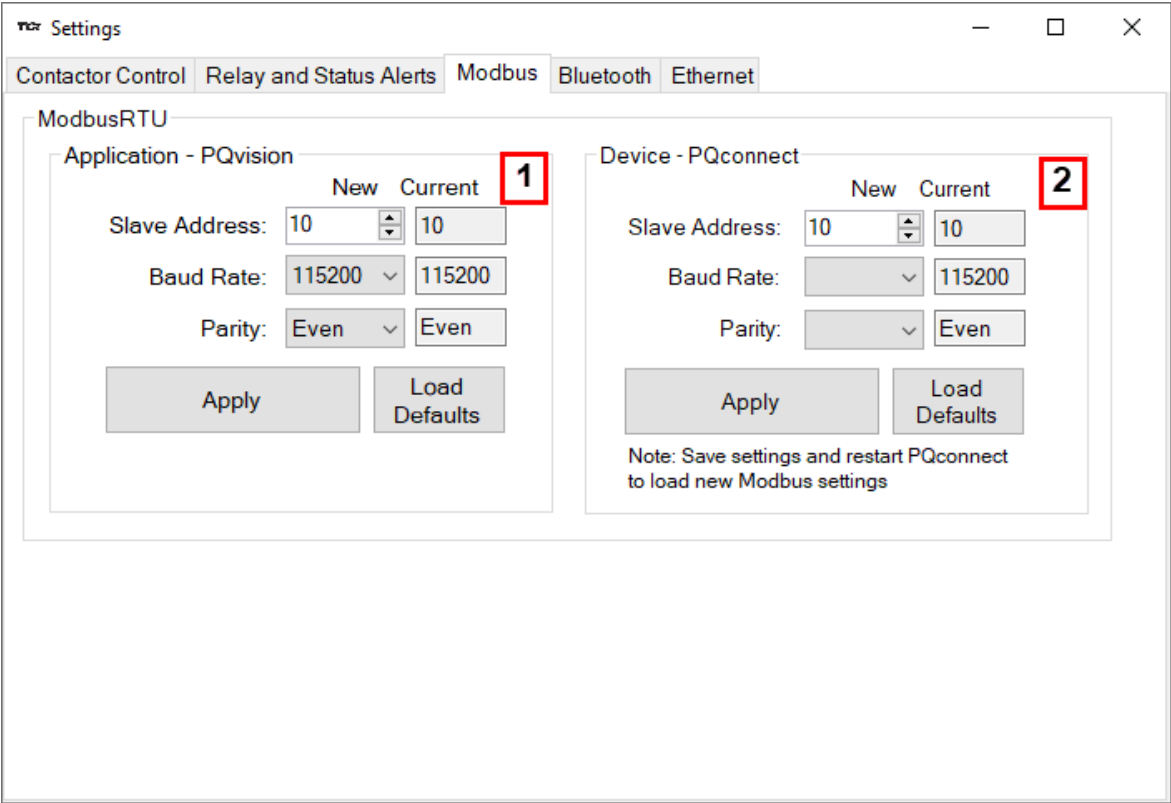 TCI Settings
Contactor Control Relay and Status Alerts Modbus Bluetooth Ethernet
ModbusRTU
Application - PQvision
1
New Current
Slave Address: 10 10
Baud Rate: 115200 115200
Parity: Even Even
Apply
Load
Defaults
Device - PQconnect
2
New Current
Slave Address: 10 10
Baud Rate: 115200
Parity: Even
Apply
Load
Defaults
Note: Save settings and restart PQconnect
to load new Modbus settings